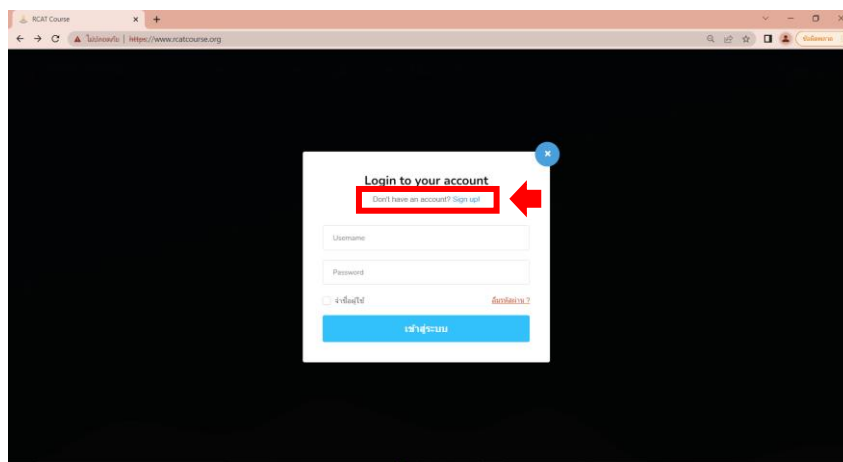 RCAT Course
ไม่ปลอดภัย | https://www.rcatcourse.org
Login to your account
Don't have an account? Sign up!
Username
Password
จำชื่อผู้ใช้
ลืมรหัสผ่าน ?
เข้าสู่ระบบ